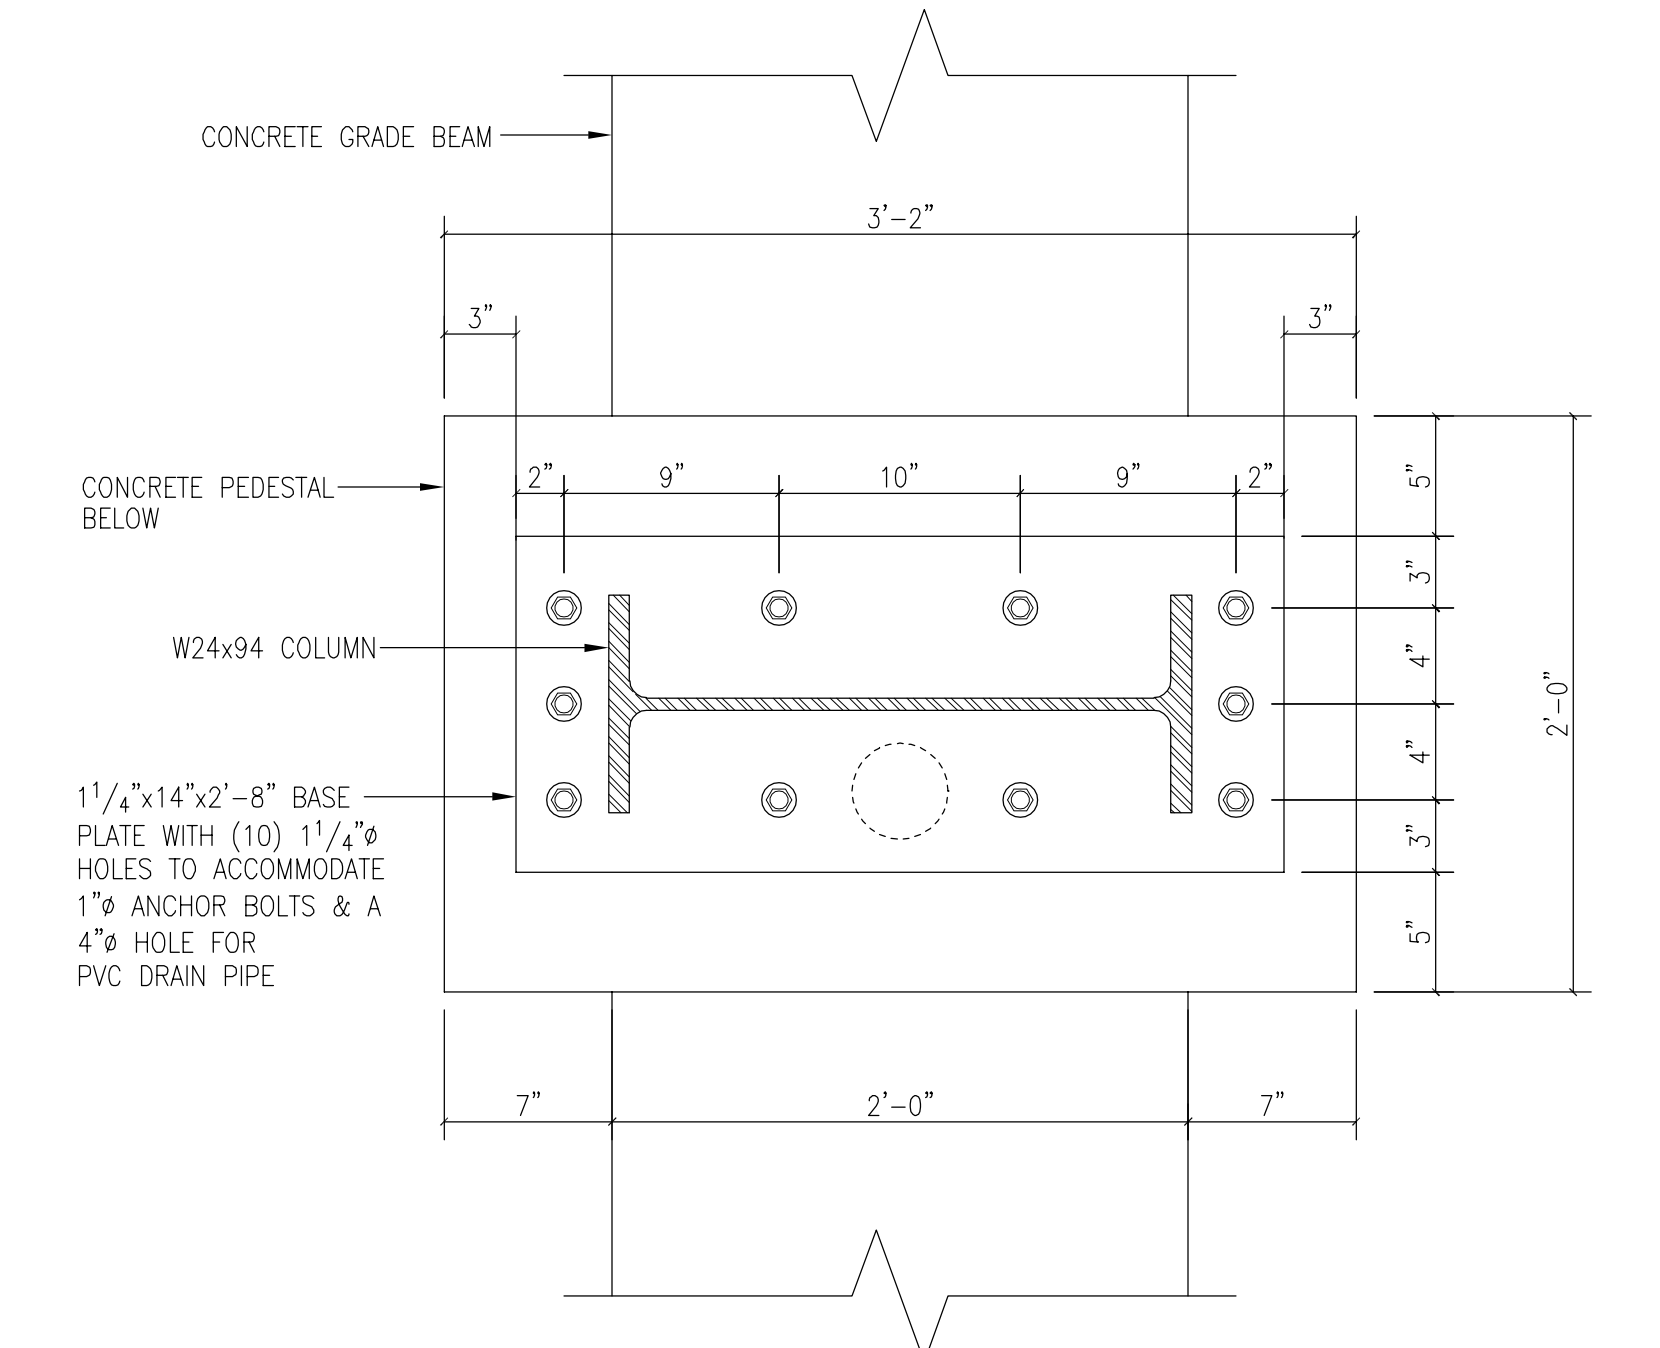 CONCRETE GRADE BEAM
3'-2"
3"
3"
2"
9"
10"
9"
2"
CONCRETE PEDESTAL
BELOW
5"
3"
4"
4"
3"
5"
2'-0"
W24x94 COLUMN
1 1/4"x14"x2'-8" BASE
PLATE WITH (10) 1 1/4"ø
HOLES TO ACCOMMODATE
1"ø ANCHOR BOLTS & A
4"ø HOLE FOR
PVC DRAIN PIPE
7"
2'-0"
7"